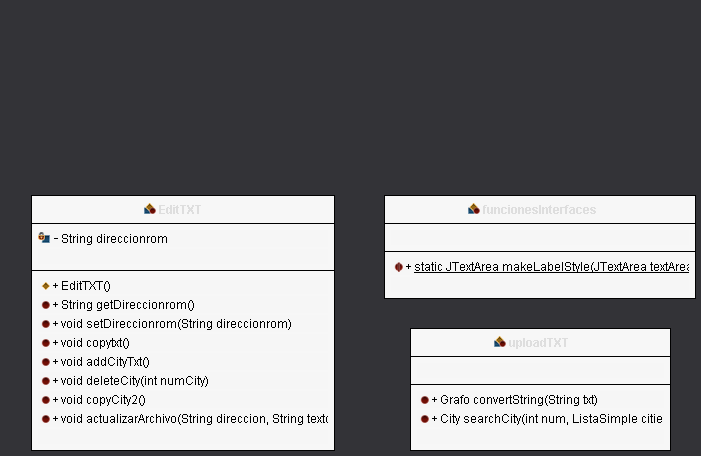 EditTXT
- String direccionrom
+ EditTXT()
+ String getDireccionrom()
+ void setDireccionrom(String direccionrom)
+ void copytxt()
+ void addCityTxt()
+ void deleteCity(int numCity)
+ void copyCity2()
+ void actualizarArchivo(String direccion, String
funcionesInterfaces
+ static JTextArea makeLabelStyle(JTextArea textArea
uploadTXT
+ Grafo convertString(String txt)
+ City searchCity(int num, ListaSimple citie